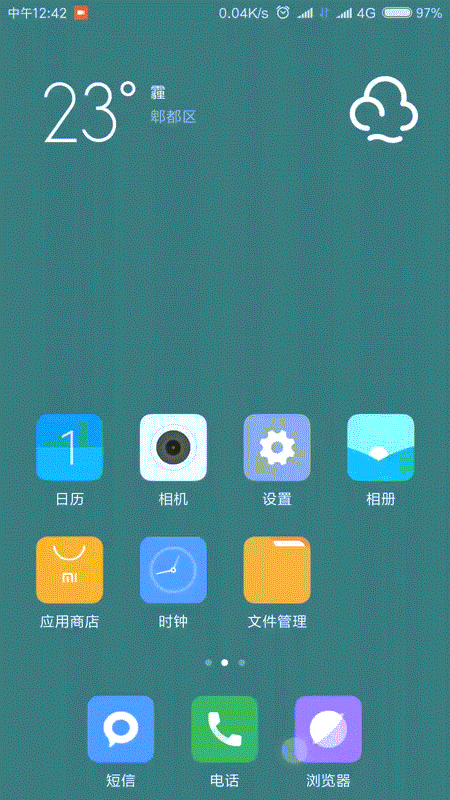 中午12:42 0.04K/s 4G 97%
23° 霾
郫都区
1
日历 相机 设置 相册
mi
应用商店 时钟 文件管理
短信 电话 浏览器